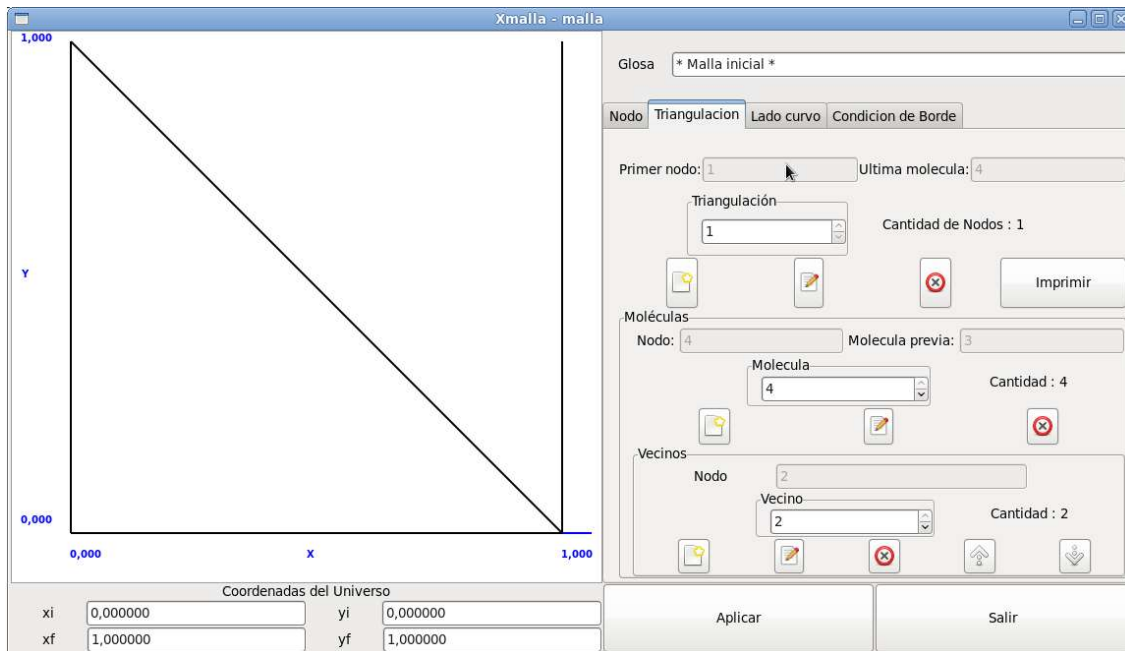 Xmalla - malla
1,000
Y
0,000
0,000 X 1,000
Coordenadas del Universo
xi 0,000000 yi 0,000000
xf 1,000000 yf 1,000000
Glosa * Malla inicial *
Nodo Triangulacion Lado curvo Condicion de Borde
Primer nodo: 1 Ultima molecula: 4
Triangulación
1 Cantidad de Nodos : 1
Imprimir
Moléculas
Nodo: 4 Molecula previa: 3
Molecula
4 Cantidad : 4
Vecinos
Nodo 2
Vecino
2 Cantidad : 2
Aplicar Salir